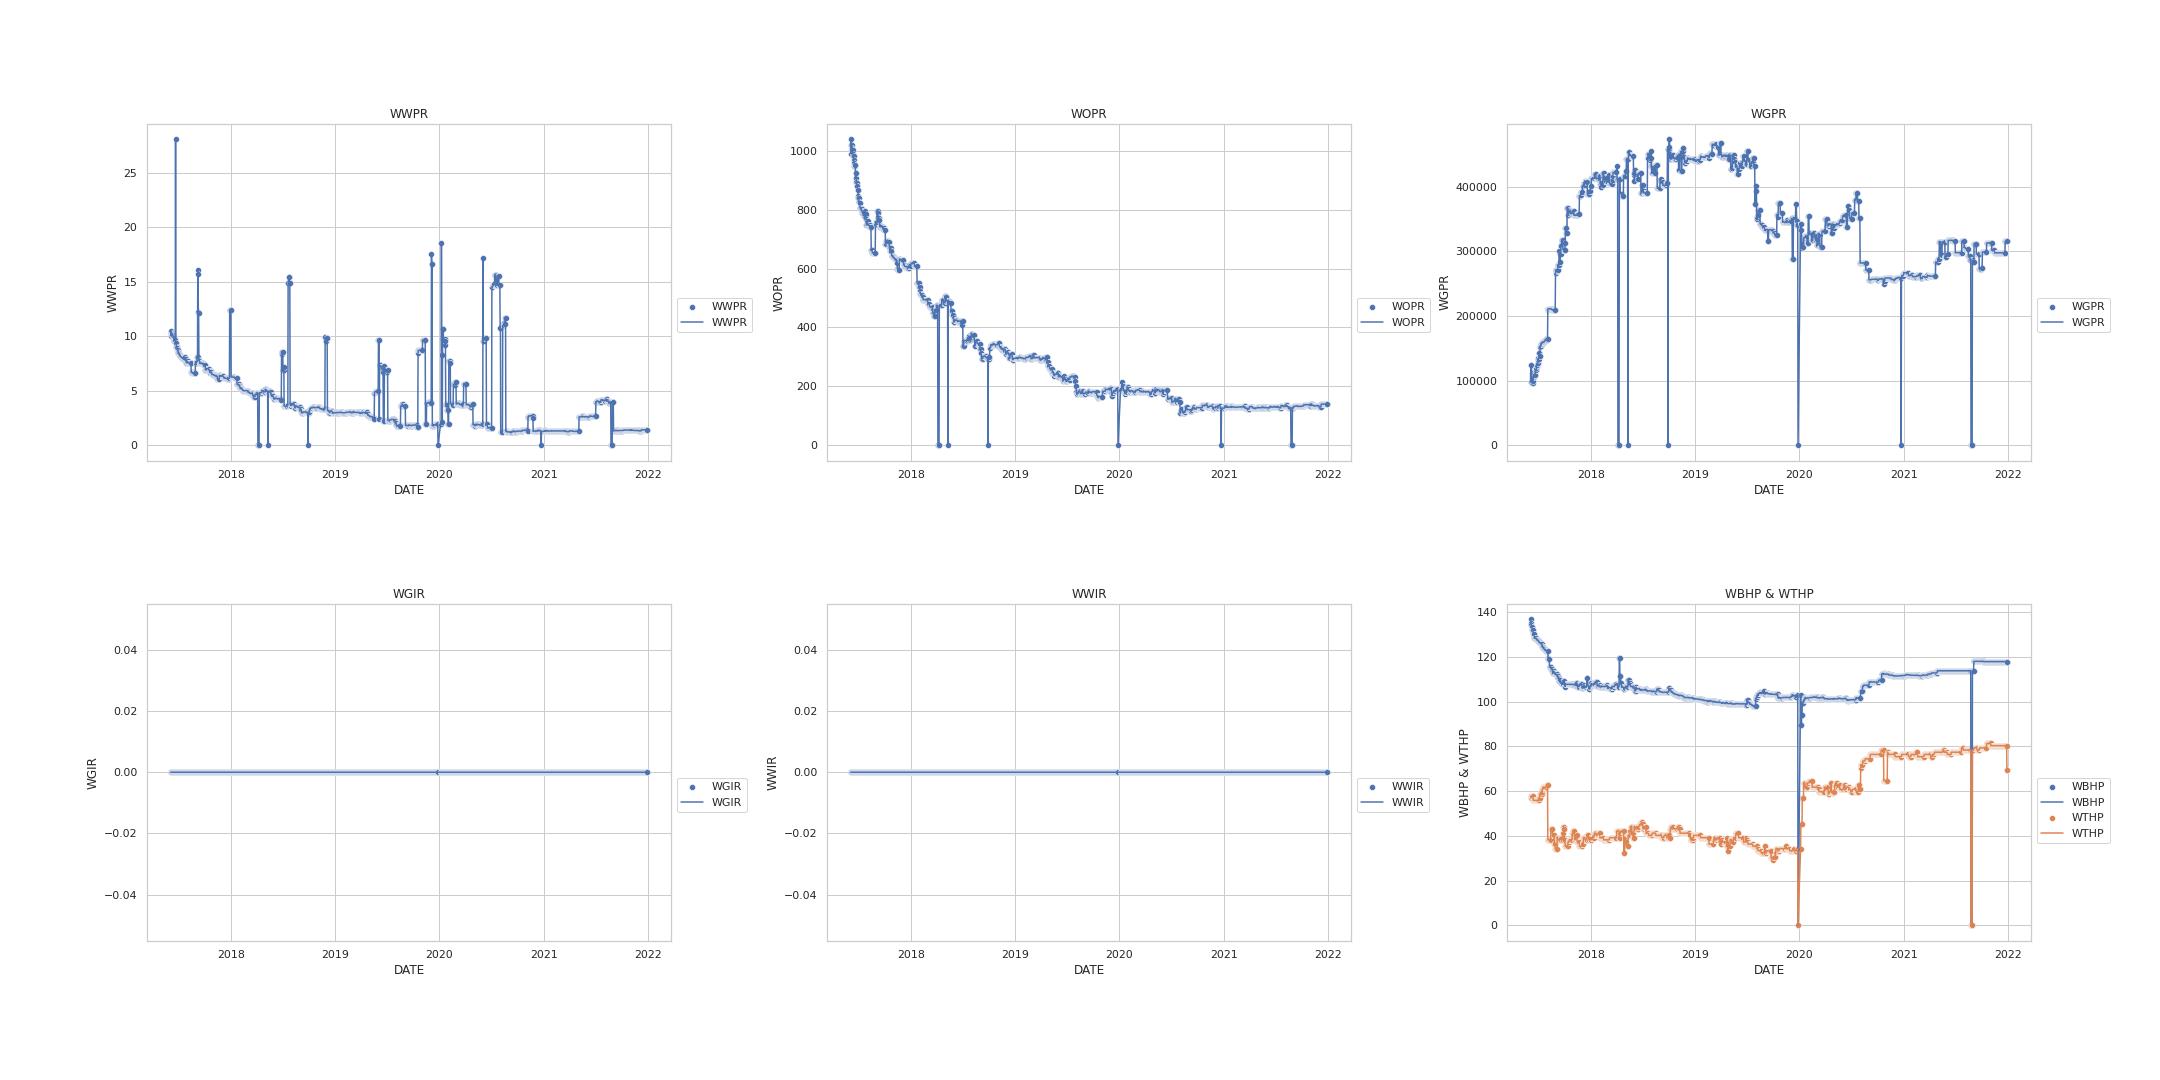 WWPR
WWPR
25
20
15
10
5
0
2018 2019 2020 2021 2022
DATE
WWPR
WWPR
WOPR
WOPR
1000
800
600
400
200
0
2018 2019 2020 2021 2022
DATE
WOPR
WOPR
WGPR
WGPR
400000
300000
200000
100000
0
2018 2019 2020 2021 2022
DATE
WGPR
WGPR
WGIR
WGIR
0.04
0.02
0.00
−0.02
−0.04
2018 2019 2020 2021 2022
DATE
WGIR
WGIR
WWIR
WWIR
0.04
0.02
0.00
−0.02
−0.04
2018 2019 2020 2021 2022
DATE
WWIR
WWIR
WBHP & WTHP
WBHP & WTHP
140
120
100
80
60
40
20
0
2018 2019 2020 2021 2022
DATE
WBHP
WBHP
WTHP
WTHP